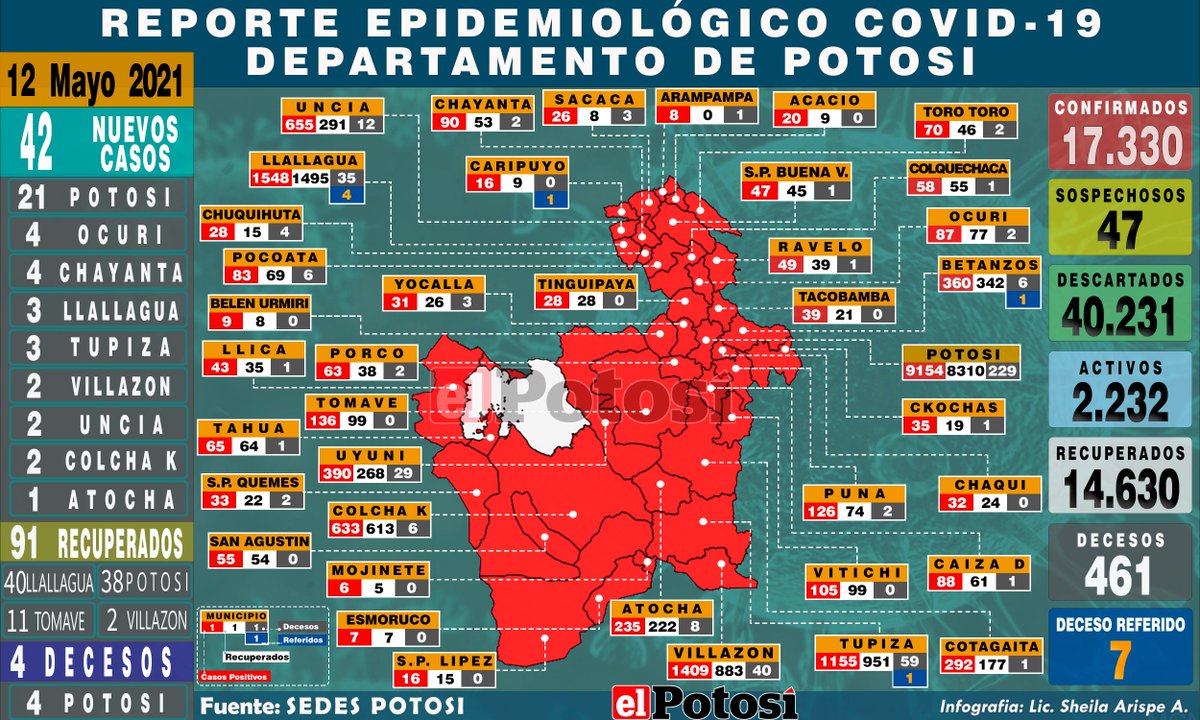 REPORTE EPIDEMIOLÓGICO COVID-19
DEPARTAMENTO DE POTOSI
12 Mayo 2021
42 NUEVOS CASOS
21 POTOSI
4 OCURI
4 CHAYANTA
3 LLALLAGUA
3 TUPIZA
2 VILLAZON
2 UNCIA
2 COLCHA K
1 ATOCHA
91 RECUPERADOS
40 LLALLAGUA 38 POTOSI
11 TOMAVE 2 VILLAZON
4 DECESOS
4 POTOSI
UNCIA
655 291 12
CHAYANTA
90 53 2
SACACA
26 8 3
ARAMPAMPA
8 0 1
ACACIO
20 9 0
TORO TORO
70 46 2
LLALLAGUA
1548 1495 35
4
CARIPUYO
16 9 0
1
S.P. BUENA V.
47 45 1
COLQUECHACA
58 55 1
CHUQUIHUTA
28 15 4
OCURI
87 77 2
POCOATA
83 69 6
RAVELO
49 39 1
BETANZOS
360 342 6
1
YOCALLA
31 26 3
TINGUIPAYA
28 28 0
TACOBAMBA
39 21 0
BELEN URMIRI
9 8 0
LLICA
43 35 1
PORCO
63 38 2
POTOSI
9154 8310 229
elPotosí
TOMAVE
136 99 0
CKOCHAS
35 19 1
TAHUA
65 64 1
UYUNI
390 268 29
S.P. QUEMES
33 22 2
PUNA
126 74 2
CHAQUI
32 24 0
COLCHA K
633 613 6
SAN AGUSTIN
55 54 0
MOJINETE
6 5 0
VITICHI
105 99 0
CAIZA D
88 61 1
ESMORUCO
7 7 0
ATOCHA
235 222 8
S.P. LIPEZ
16 15 0
VILLAZON
1409 883 40
TUPIZA
1155 951 59
1
COTAGAITA
292 177 1
MUNICIPIO
1 1 1
1
Decesos
Referidos
Recuperados
Casos Positivos
CONFIRMADOS
17.330
SOSPECHOSOS
47
DESCARTADOS
40.231
ACTIVOS
2.232
RECUPERADOS
14.630
DECESOS
461
DECESO REFERIDO
7
Fuente: SEDES POTOSI
elPotosí
Infografia: Lic. Sheila Arispe A.